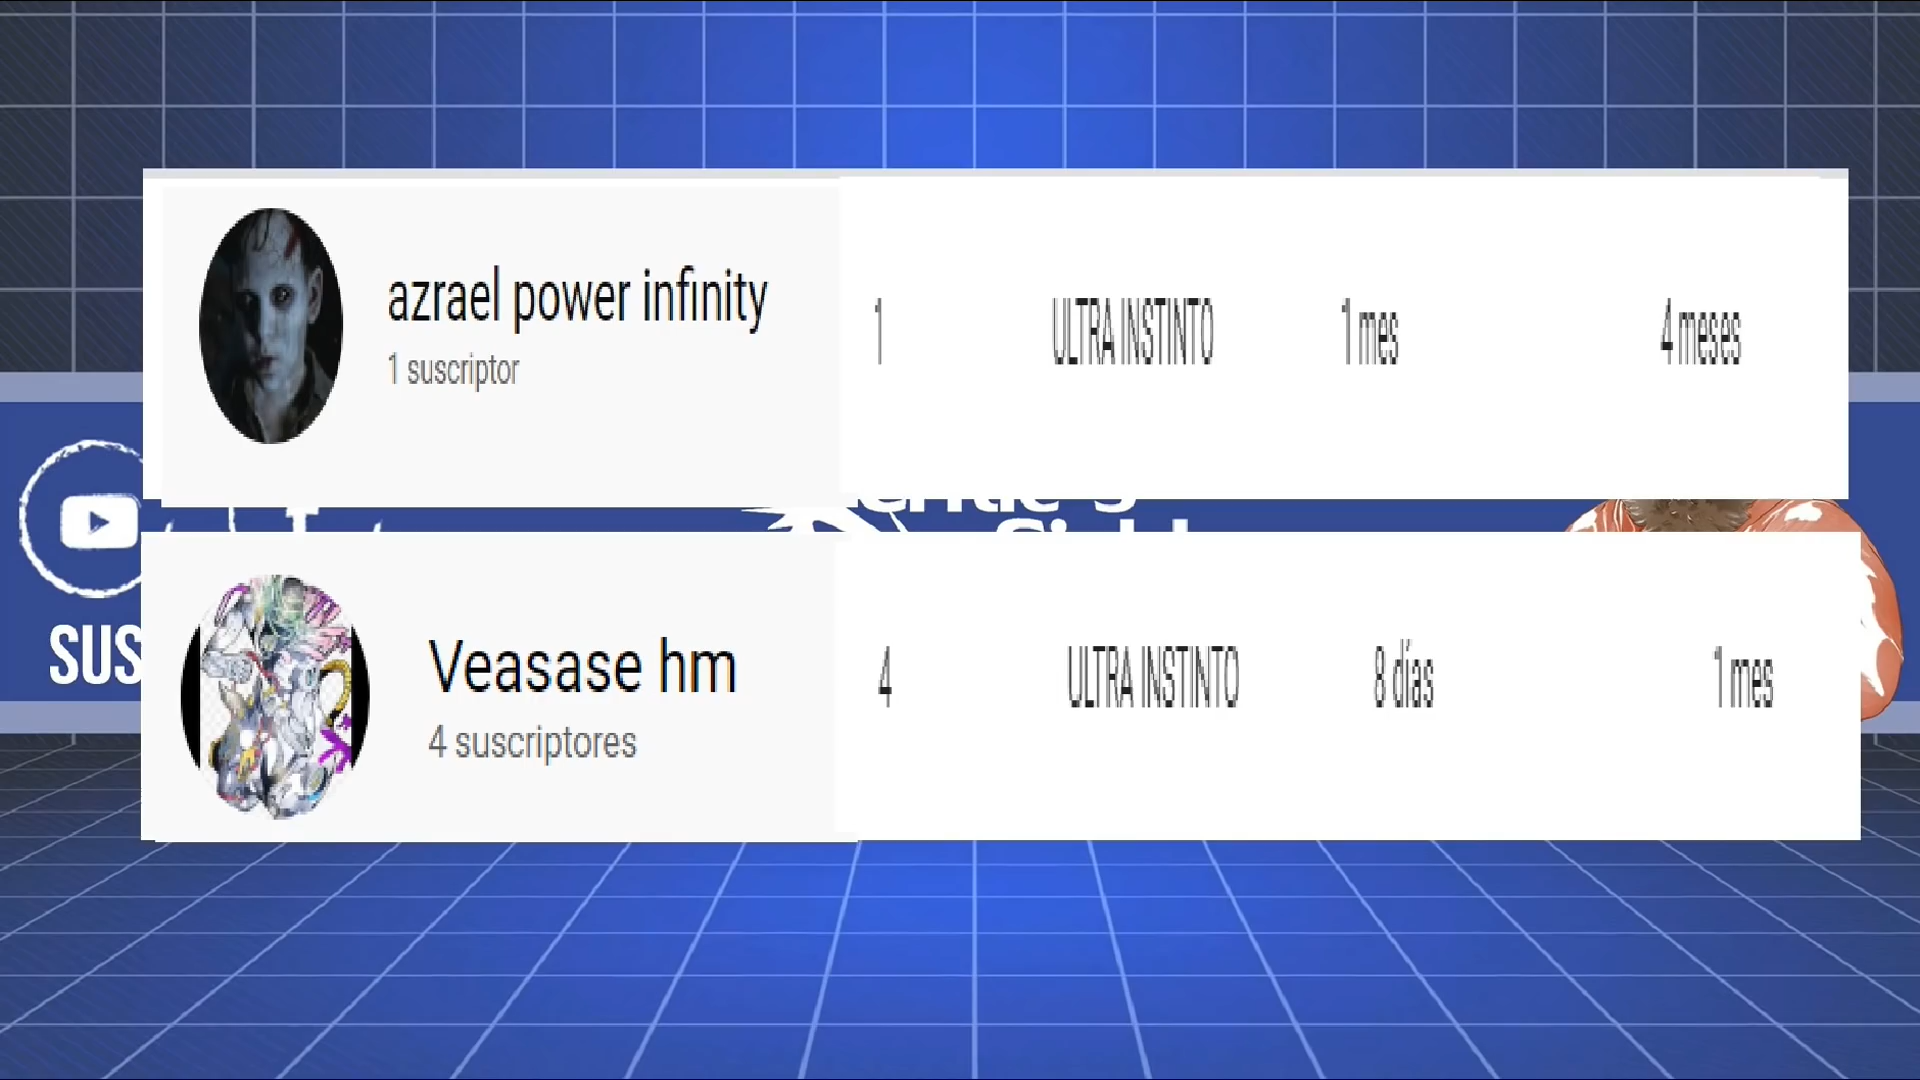 azrael power infinity
1 suscriptor
1 ULTRA INSTINTO 1 mes 4 meses
SUS
Veasase hm
4 suscriptores
4 ULTRA INSTINTO 8 días 1 mes